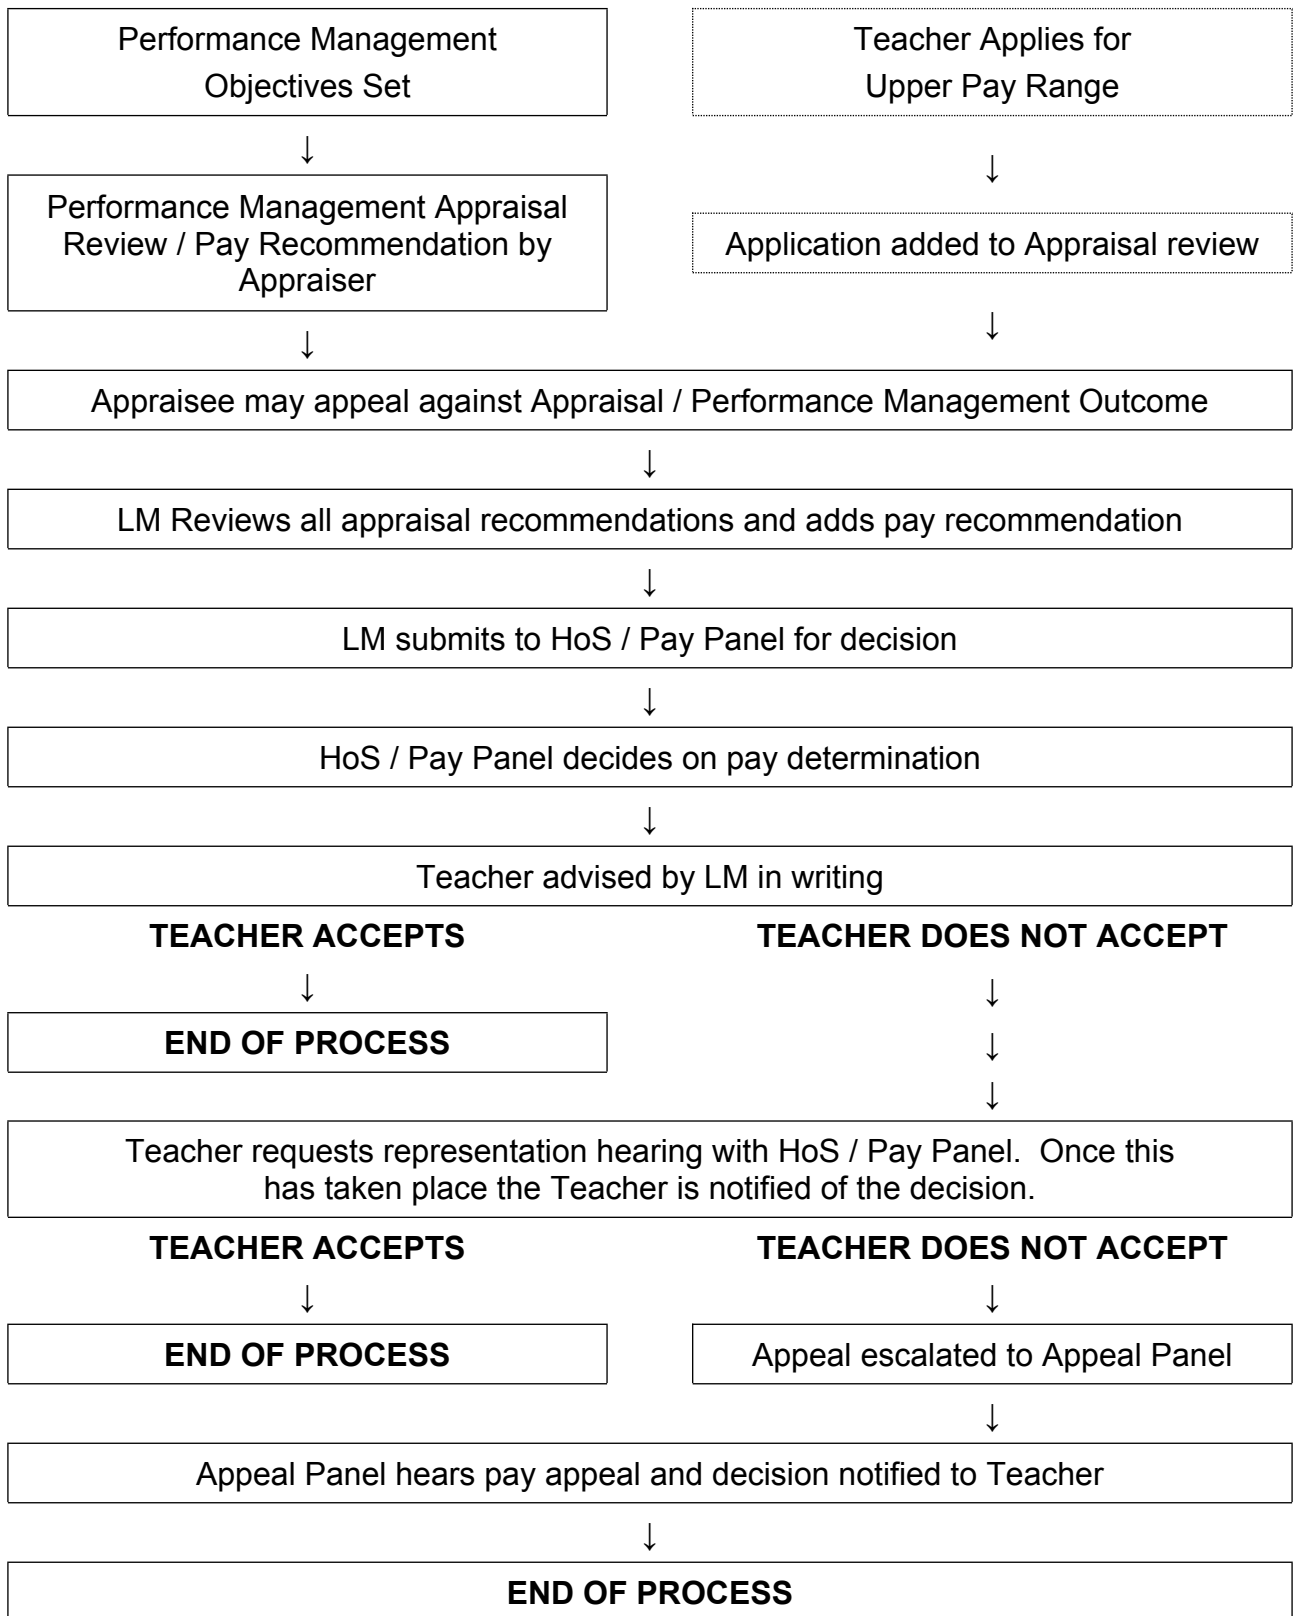 Performance Management
Objectives Set
Teacher Applies for
Upper Pay Range
↓
↓
Performance Management Appraisal
Review / Pay Recommendation by
Appraiser
Application added to Appraisal review
↓
↓
Appraisee may appeal against Appraisal / Performance Management Outcome
↓
LM Reviews all appraisal recommendations and adds pay recommendation
↓
LM submits to HoS / Pay Panel for decision
↓
HoS / Pay Panel decides on pay determination
↓
Teacher advised by LM in writing
TEACHER ACCEPTS
TEACHER DOES NOT ACCEPT
↓
↓
END OF PROCESS
↓
↓
Teacher requests representation hearing with HoS / Pay Panel.  Once this
has taken place the Teacher is notified of the decision.
TEACHER ACCEPTS
TEACHER DOES NOT ACCEPT
↓
↓
END OF PROCESS
Appeal escalated to Appeal Panel
↓
Appeal Panel hears pay appeal and decision notified to Teacher
↓
END OF PROCESS